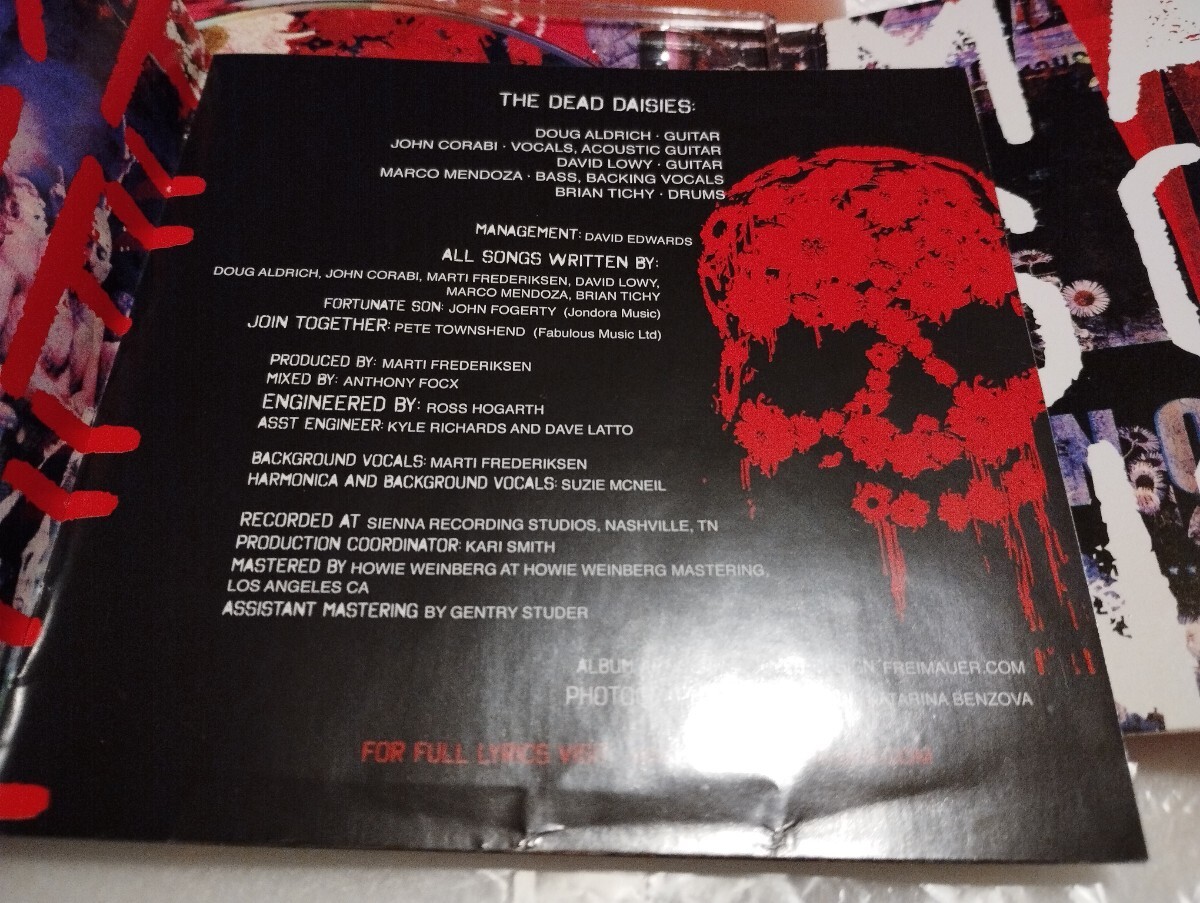 THE DEAD DAISIES:
DOUG ALDRICH · GUITAR
JOHN CORABI · VOCALS, ACOUSTIC GUITAR
DAVID LOWY · GUITAR
MARCO MENDOZA · BASS, BACKING VOCALS
BRIAN TICHY · DRUMS
MANAGEMENT: DAVID EDWARDS
ALL SONGS WRITTEN BY:
DOUG ALDRICH, JOHN CORABI, MARTI FREDERIKSEN, DAVID LOWY,
MARCO MENDOZA, BRIAN TICHY
FORTUNATE SON: JOHN FOGERTY (Jondora Music)
JOIN TOGETHER: PETE TOWNSHEND (Fabulous Music Ltd)
PRODUCED BY: MARTI FREDERIKSEN
MIXED BY: ANTHONY FOCX
ENGINEERED BY: ROSS HOGARTH
ASST ENGINEER: KYLE RICHARDS AND DAVE LATTO
BACKGROUND VOCALS: MARTI FREDERIKSEN
HARMONICA AND BACKGROUND VOCALS: SUZIE MCNEIL
RECORDED AT SIENNA RECORDING STUDIOS, NASHVILLE, TN
PRODUCTION COORDINATOR: KARI SMITH
MASTERED BY HOWIE WEINBERG AT HOWIE WEINBERG MASTERING,
LOS ANGELES CA
ASSISTANT MASTERING BY GENTRY STUDER
ALBUM FREIMAUER.COM
BENZOVA
FOR FULL LYRICS VISIT